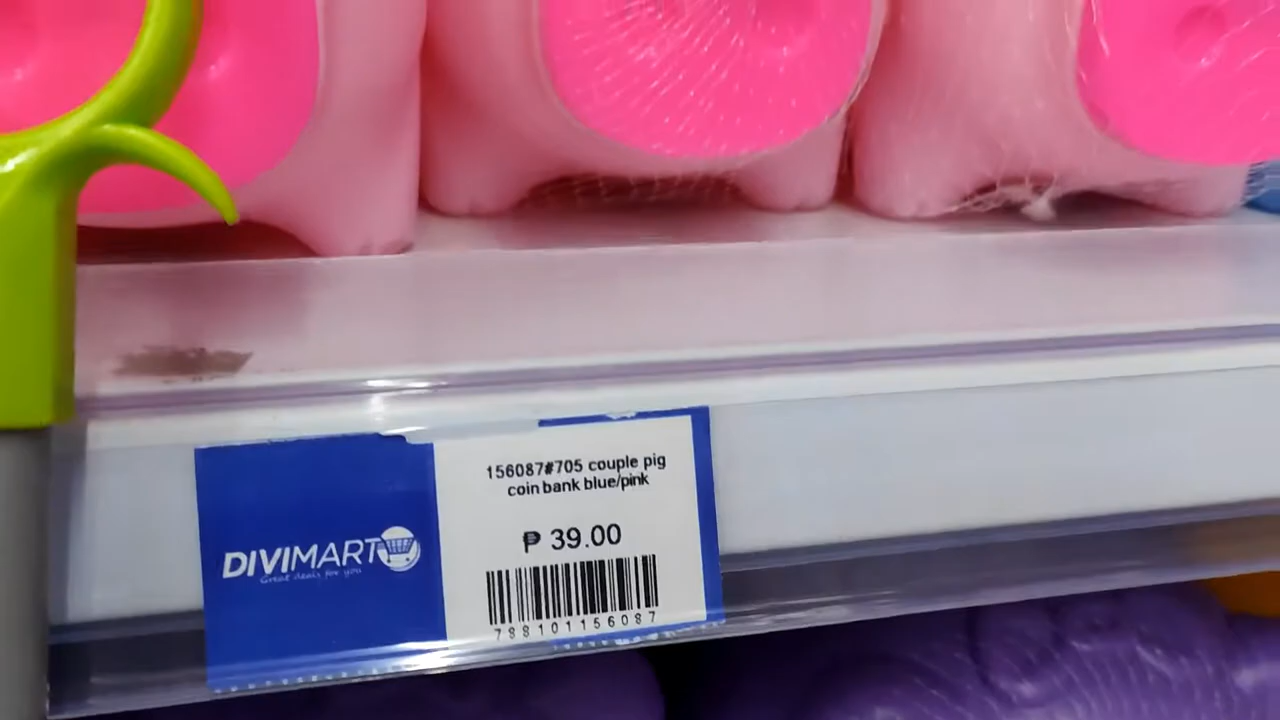 156087#705 couple pig
coin bank blue/pink
₱ 39.00
788101156087
DIVIMART
Great deals for you